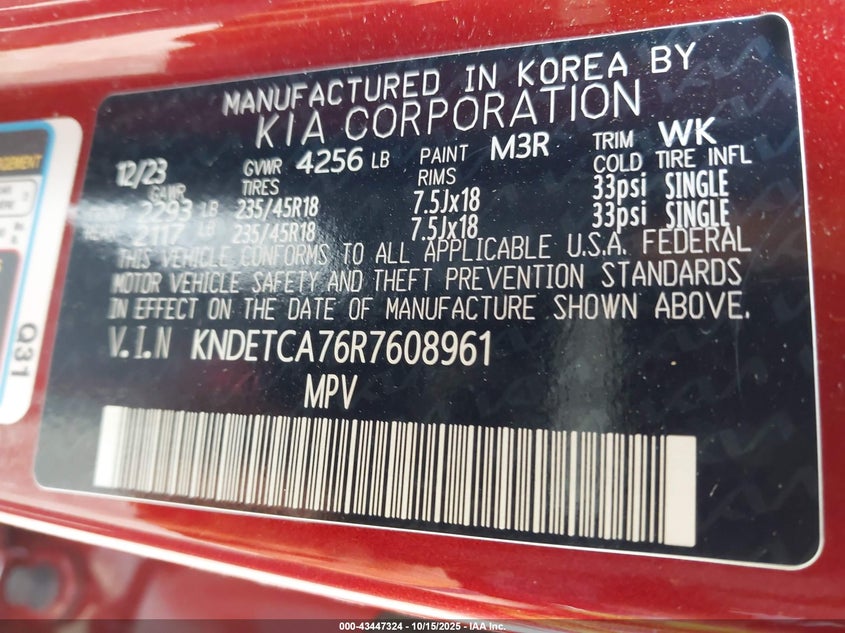 MANUFACTURED IN KOREA BY
KIA CORPORATION
12/23 GVWR 4256 LB PAINT M3R TRIM WK
GAWR TIRES RIMS COLD TIRE INFL
2293 LB 235/45R18 7.5Jx18 33psi SINGLE
2117 LB 235/45R18 7.5Jx18 33psi SINGLE
THIS VEHICLE CONFORMS TO ALL APPLICABLE U.S.A. FEDERAL
MOTOR VEHICLE SAFETY AND THEFT PREVENTION STANDARDS
IN EFFECT ON THE DATE OF MANUFACTURE SHOWN ABOVE.
V.I.N KNDETCA76R7608961
MPV
Q31
000-43447324 | 10/15/2025 | IAA Inc.